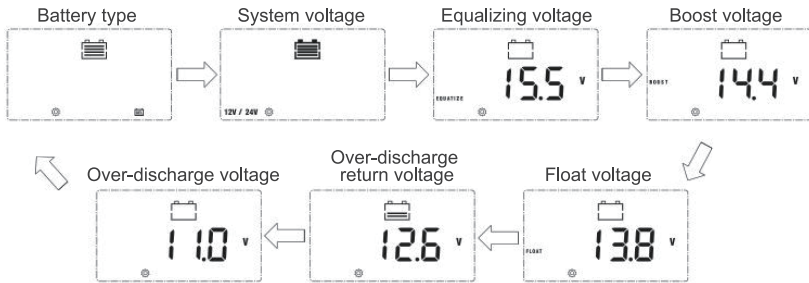 Battery type
System voltage
Equalizing voltage
Boost voltage
12V / 24V
EQUALIZE
15.5 V
BOOST
14.4 V
Over-discharge voltage
Over-discharge
return voltage
Float voltage
11.0 V
12.6 V
FLOAT
13.8 V